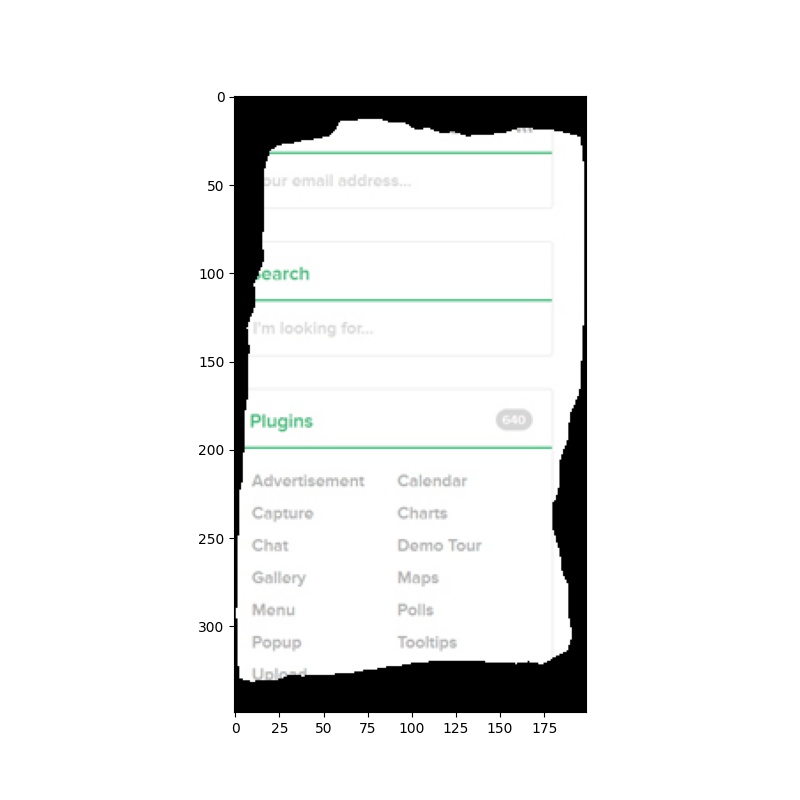 0
50
our email address...
100
Search
I'm looking for...
150
Plugins 640
200
Advertisement Calendar
Capture Charts
250
Chat Demo Tour
Gallery Maps
Menu Polls
300
Popup Tooltips
Upload
0 25 50 75 100 125 150 175